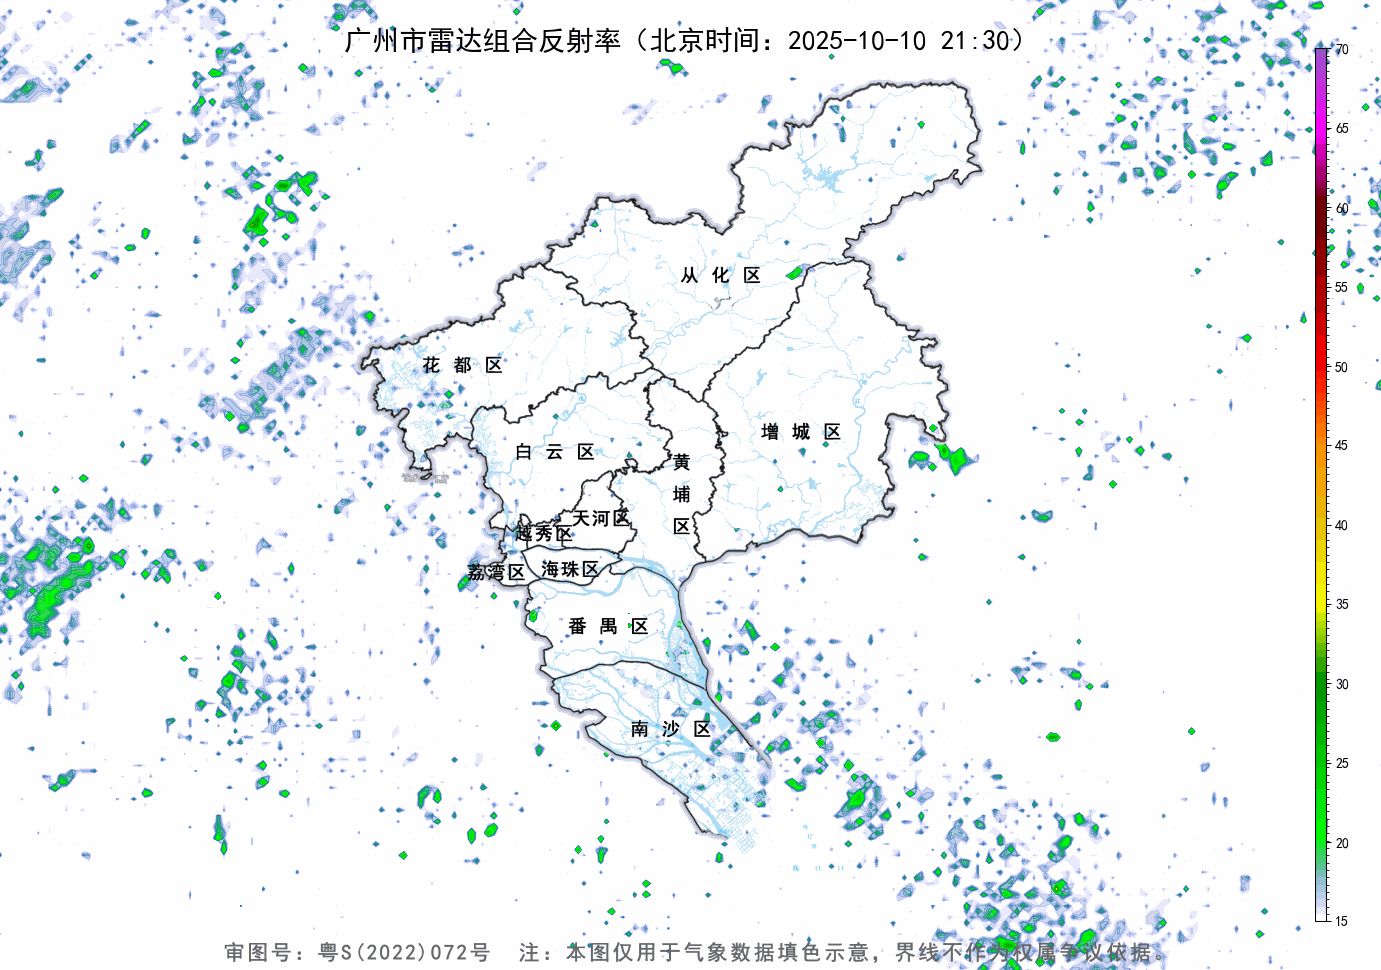 广州市雷达组合反射率（北京时间：2025-10-10 21:30）
70
65
60
55
50
45
40
35
30
25
20
15
从化区
花都区
增城区
白云区
黄埔区
天河区
越秀区
荔湾区
海珠区
番禺区
南沙区
审图号：粤S(2022)072号 注：本图仅用于气象数据填色示意，界线不作为权属争议依据。